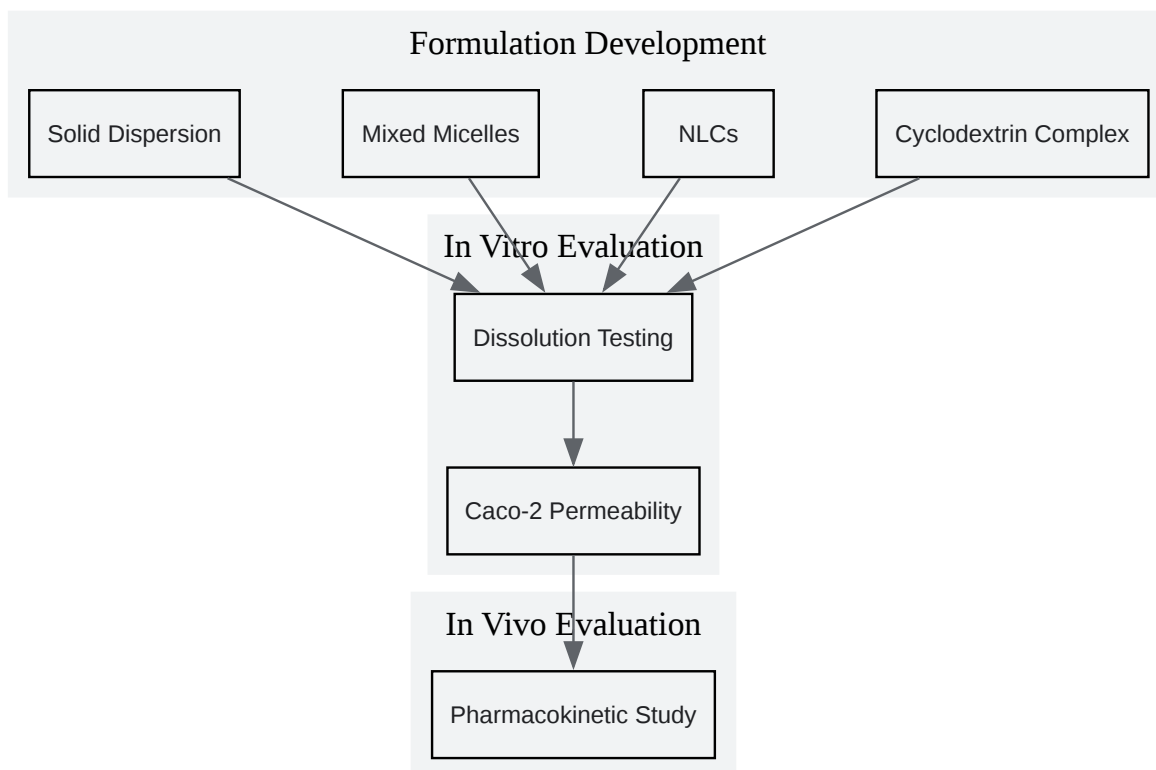 Formulation Development
Solid Dispersion
Mixed Micelles
NLCs
Cyclodextrin Complex
In Vitro Evaluation
Dissolution Testing
Caco-2 Permeability
In Vivo Evaluation
Pharmacokinetic Study